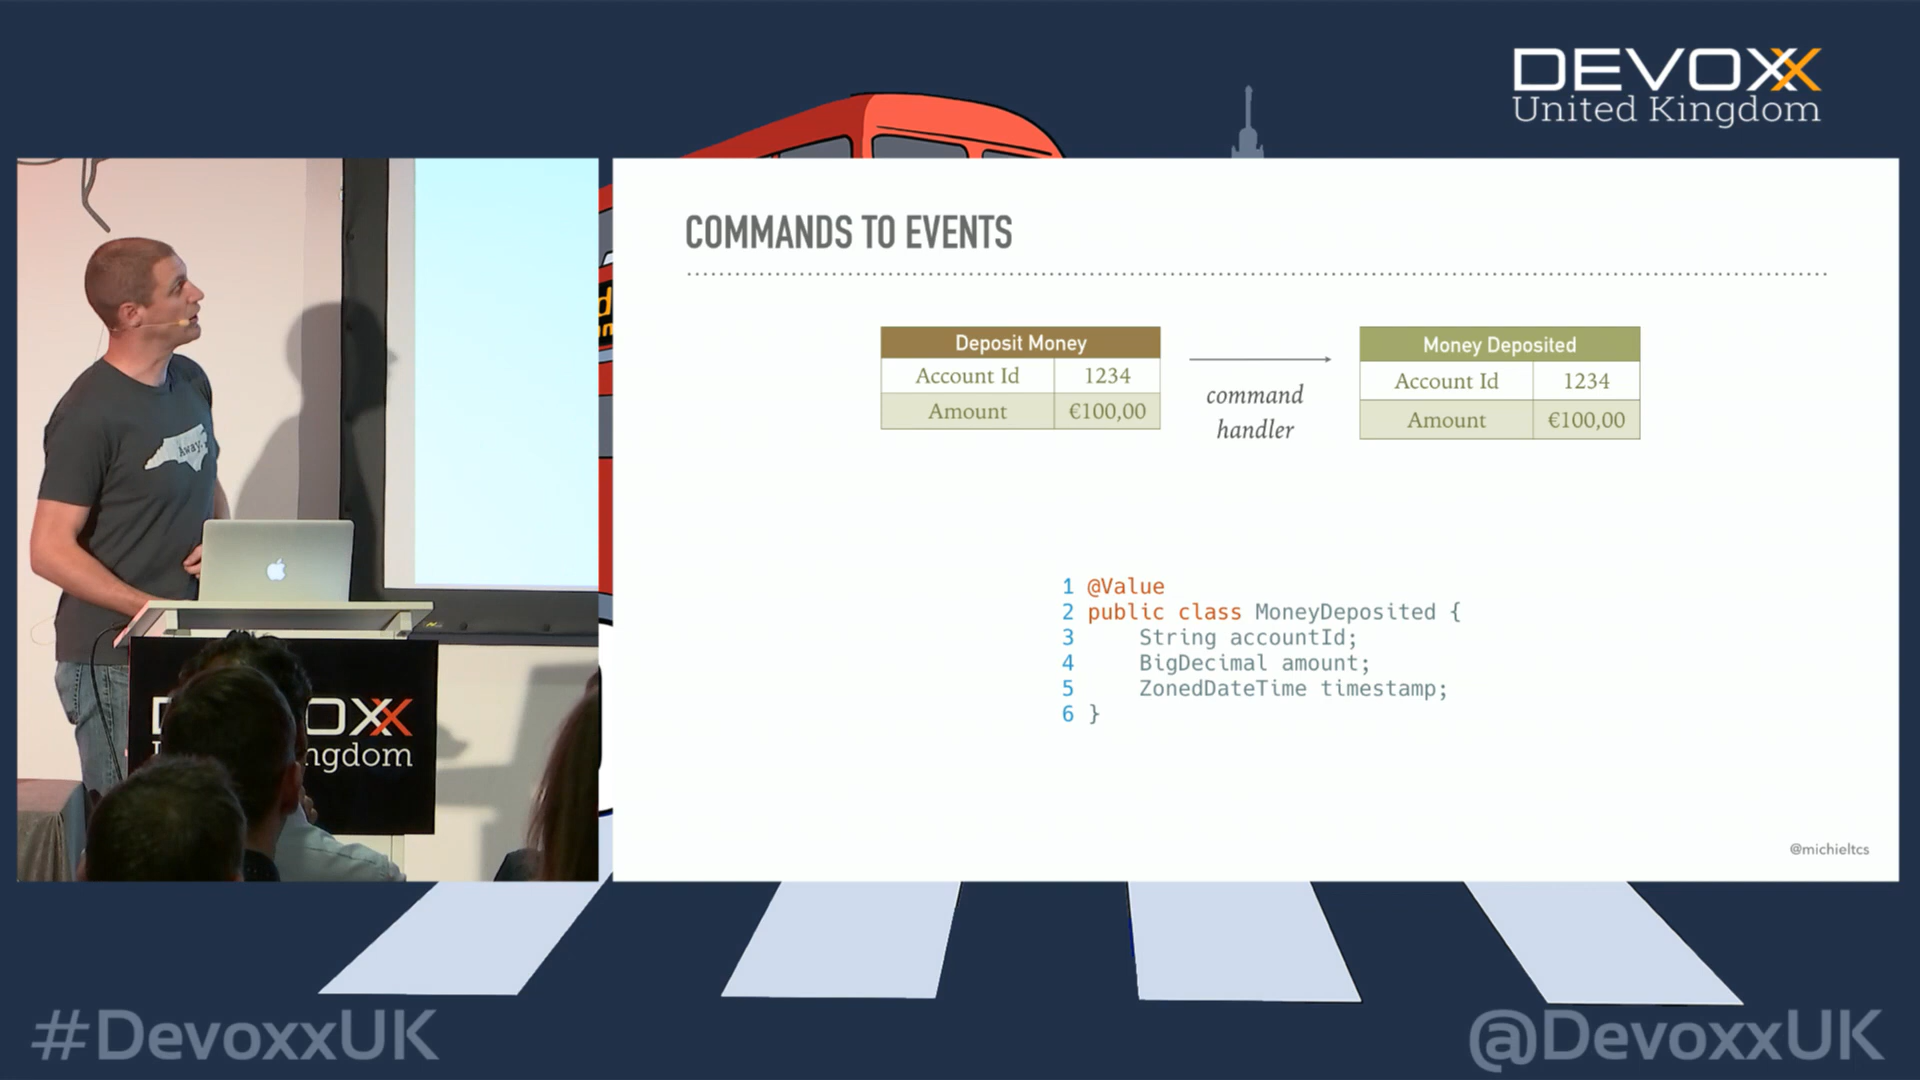 DEVOXX
United Kingdom
COMMANDS TO EVENTS
Deposit Money
Account Id 1234
Amount €100,00
command
handler
Money Deposited
Account Id 1234
Amount €100,00
1 @Value
2 public class MoneyDeposited {
3 String accountId;
4 BigDecimal amount;
5 ZonedDateTime timestamp;
6 }
@michieltcs
Away.
#DevoxxUK
@DevoxxUK